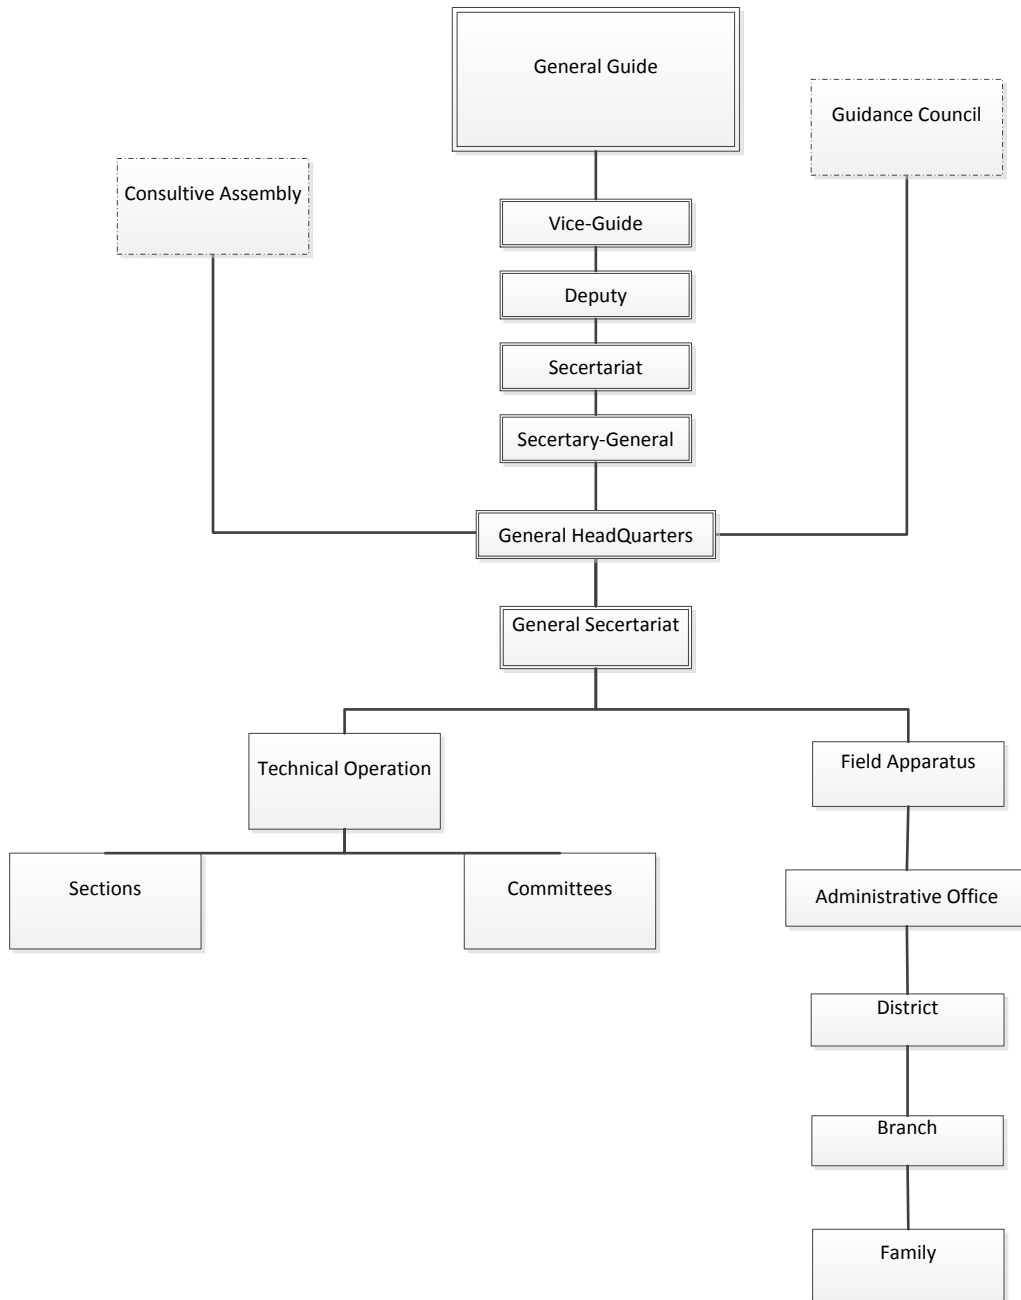 General Guide
Guidance Council
Consultive Assembly
Vice-Guide
Deputy
Secertariat
Secertary-General
General HeadQuarters
General Secertariat
Technical Operation
Field Apparatus
Sections
Committees
Administrative Office
District
Branch
Family